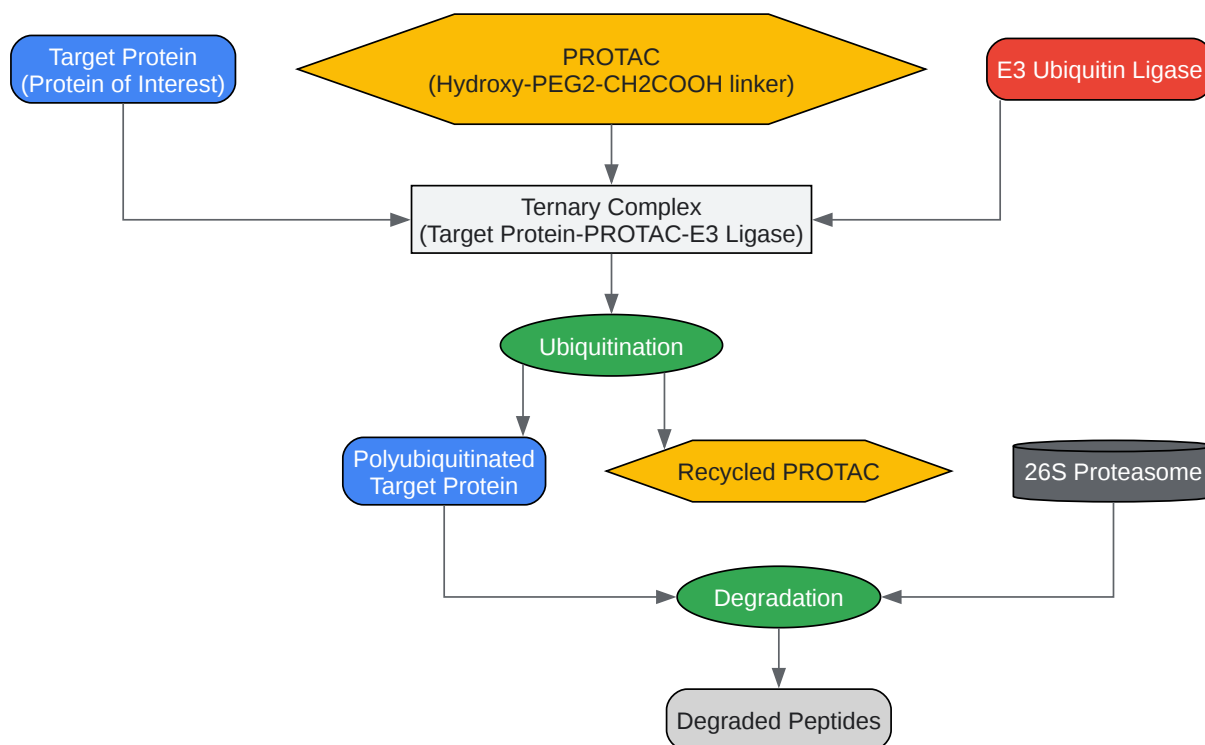 Target Protein
(Protein of Interest)
PROTAC
(Hydroxy-PEG2-CH2COOH linker)
E3 Ubiquitin Ligase
Ternary Complex
(Target Protein-PROTAC-E3 Ligase)
Ubiquitination
Polyubiquitinated
Target Protein
Recycled PROTAC
26S Proteasome
Degradation
Degraded Peptides